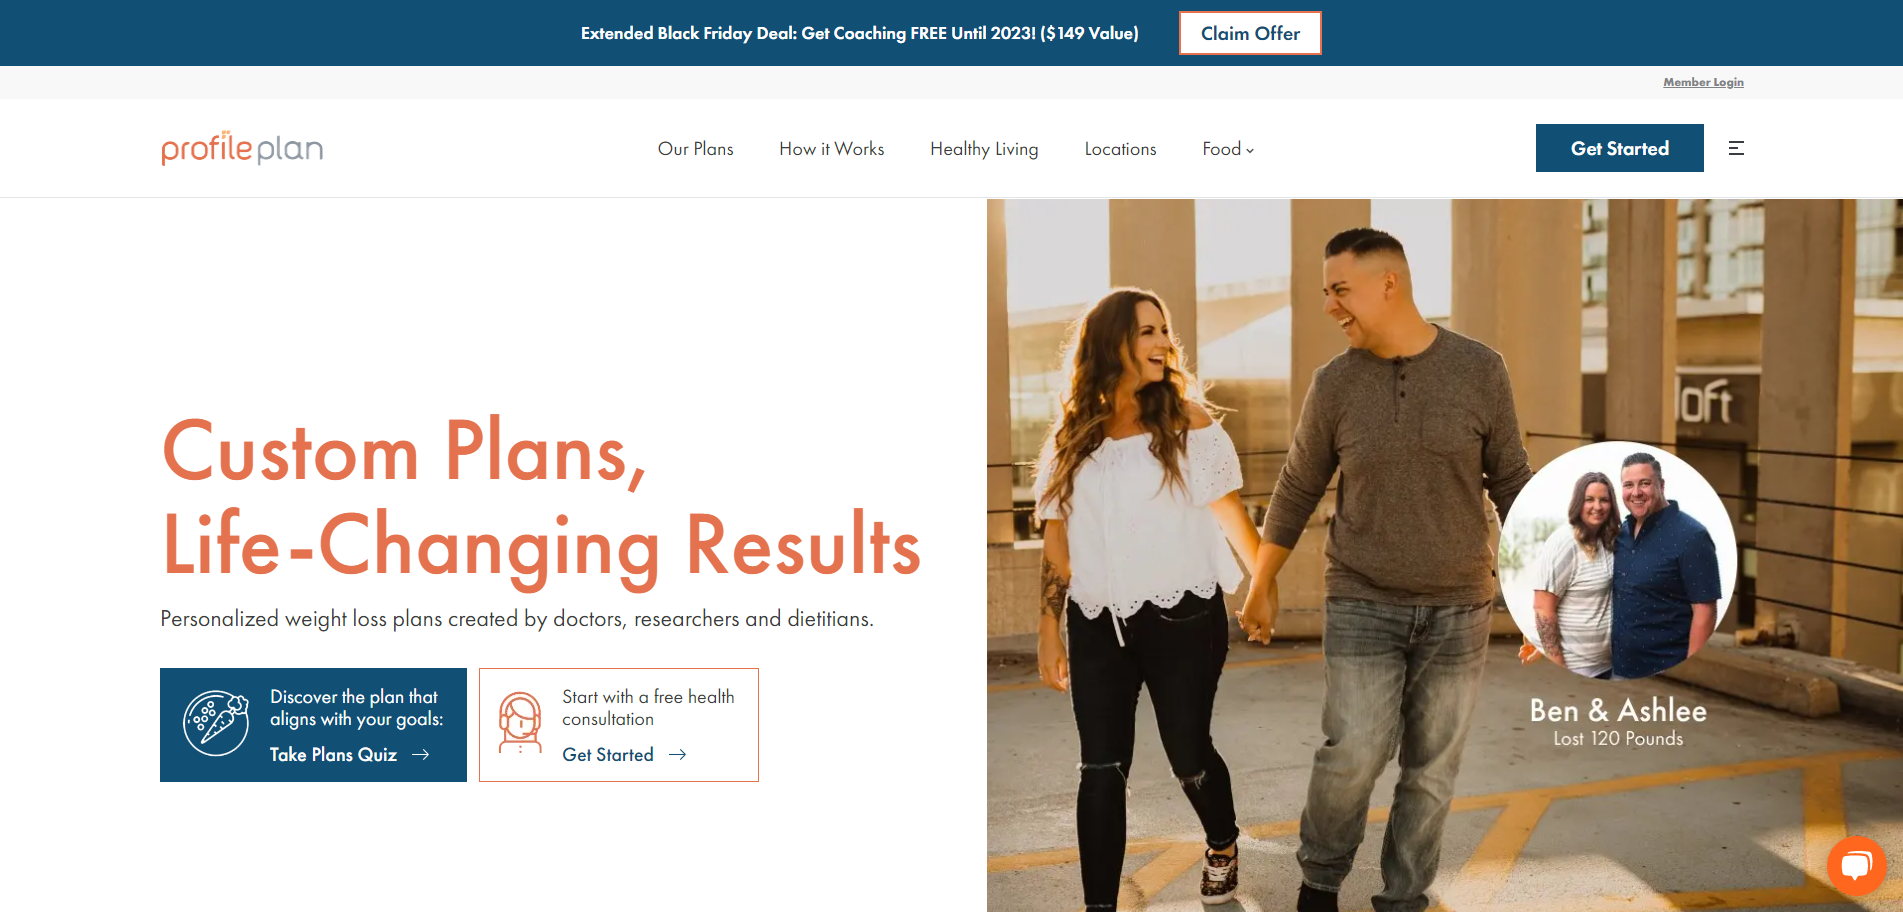 Extended Black Friday Deal: Get Coaching FREE Until 2023! ($149 Value)
Claim Offer
Member Login
profile plan
Our Plans
How it Works
Healthy Living
Locations
Food
Get Started
Custom Plans,
Life-Changing Results
Personalized weight loss plans created by doctors, researchers and dietitians.
Discover the plan that
aligns with your goals:
Take Plans Quiz
Start with a free health
consultation
Get Started
loft
Ben & Ashlee
Lost 120 Pounds